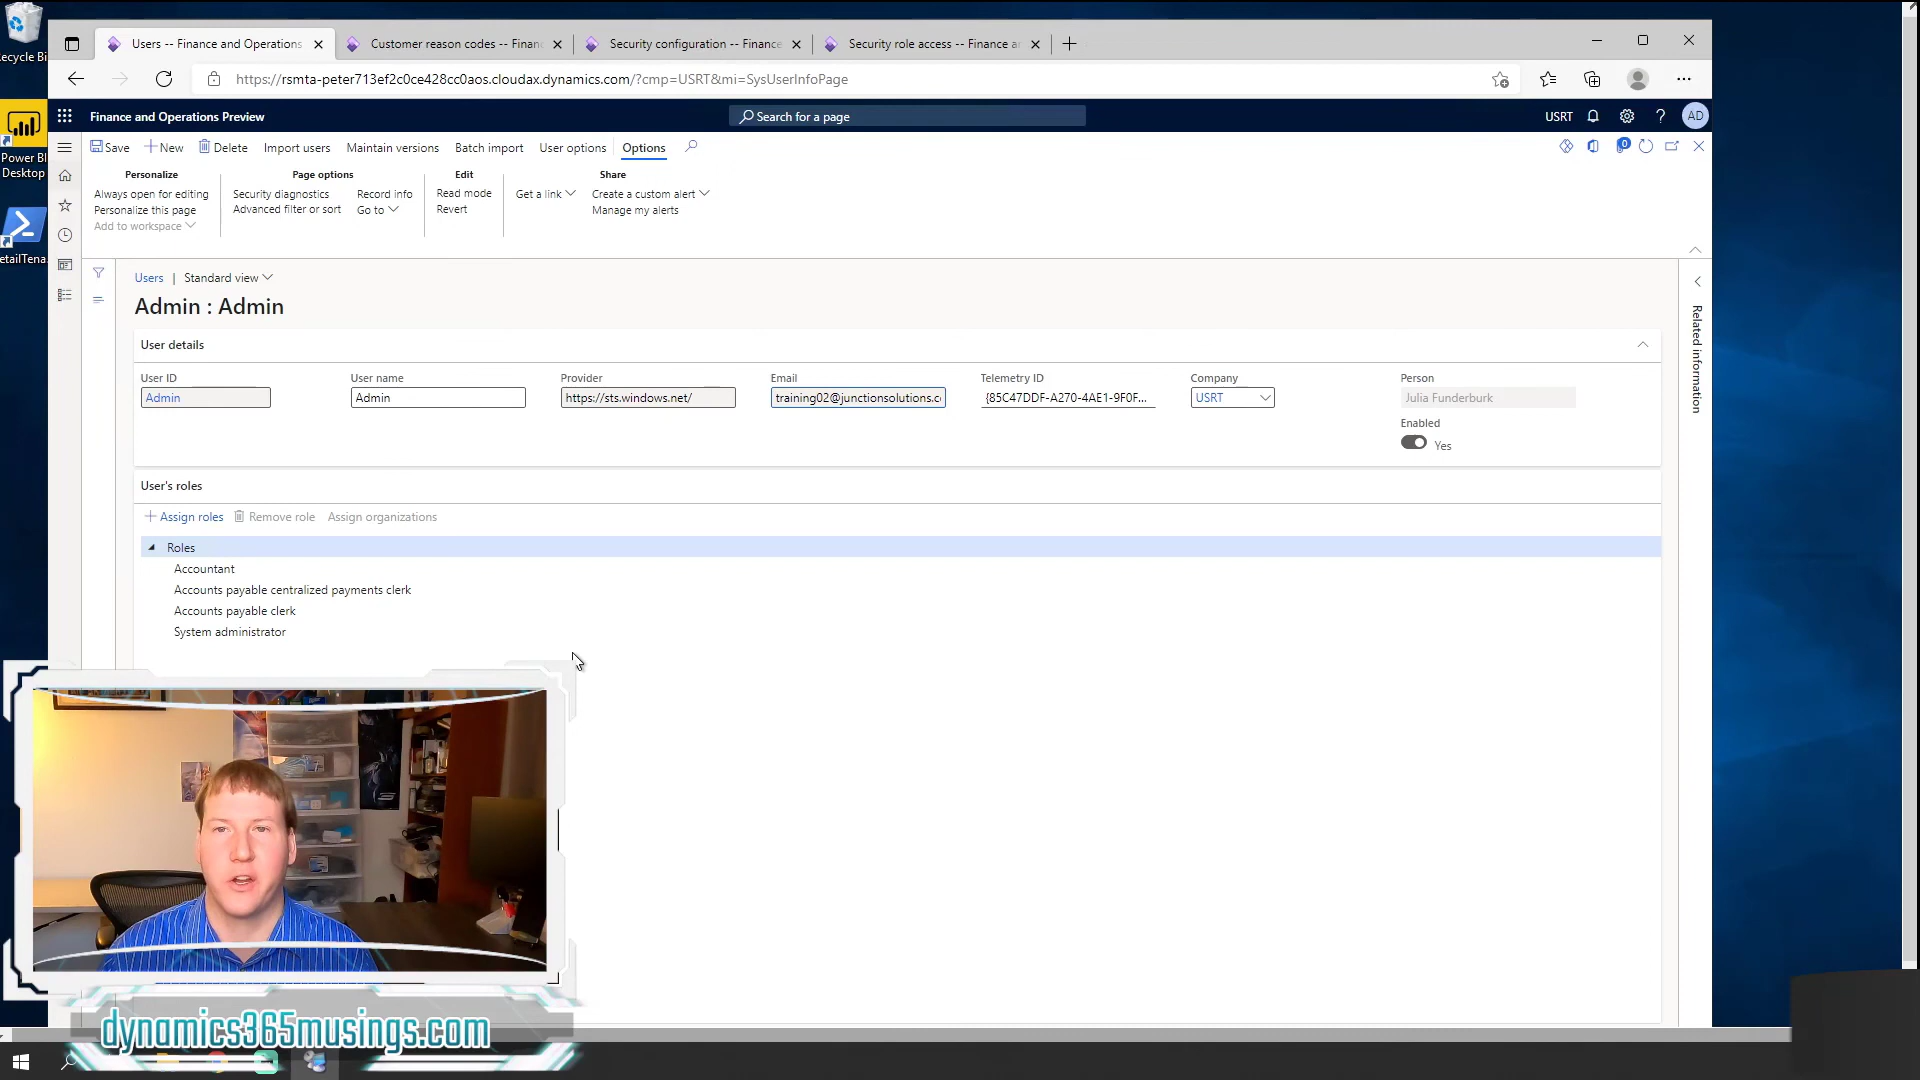 Recycle Bi
Users -- Finance and Operations
Customer reason codes -- Finan
Security configuration -- Finance
Security role access -- Finance a
https://rsmta-peter713ef2c0ce428cc0aos.cloudax.dynamics.com/?cmp=USRT&mi=SysUserInfoPage
Power BI
Desktop
etailTena
Finance and Operations Preview
Search for a page
USRT
?
AD
Save
New
Delete
Import users
Maintain versions
Batch import
User options
Options
0
Personalize
Always open for editing
Personalize this page
Add to workspace
Page options
Security diagnostics
Advanced filter or sort
Record info
Go to
Edit
Read mode
Revert
Get a link
Share
Create a custom alert
Manage my alerts
Users | Standard view
Admin : Admin
User details
User ID
Admin
User name
Admin
Provider
https://sts.windows.net/
Email
training02@junctionsolutions.c
Telemetry ID
{85C47DDF-A270-4AE1-9F0F...
Company
USRT
Person
Julia Funderburk
Enabled
Yes
Related information
User's roles
Assign roles
Remove role
Assign organizations
Roles
Accountant
Accounts payable centralized payments clerk
Accounts payable clerk
System administrator
dynamics365musings.com